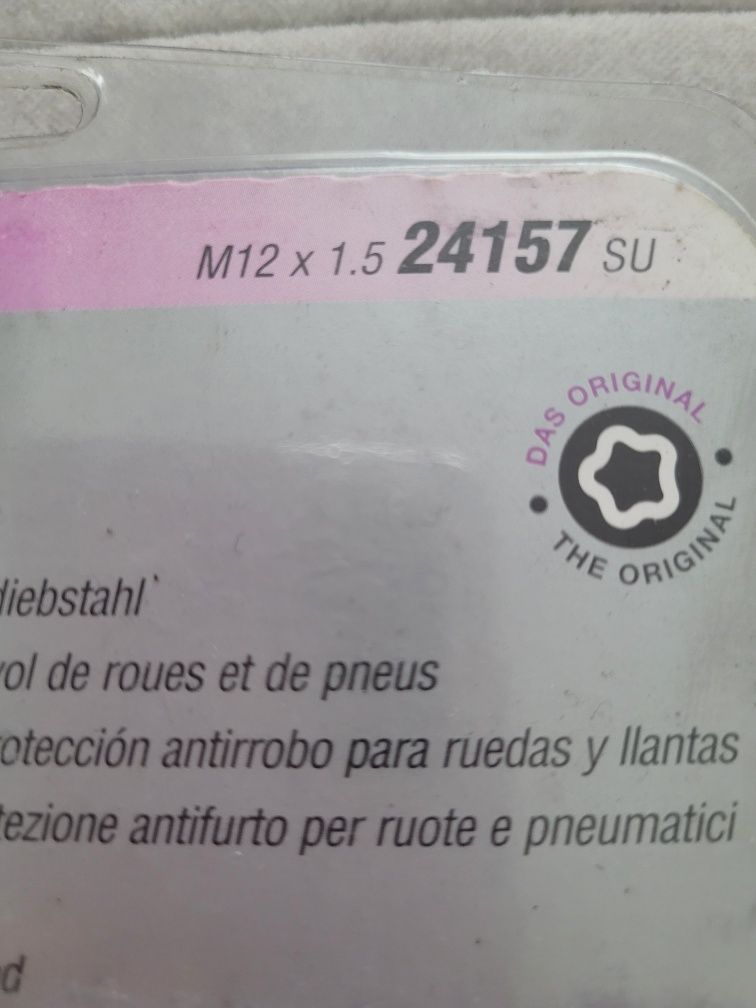 M12 x 1.5 24157 SU
DAS ORIGINAL
THE ORIGINAL
diebstahl
vol de roues et de pneus
otección antirrobo para ruedas y llantas
tezione antifurto per ruote e pneumatici